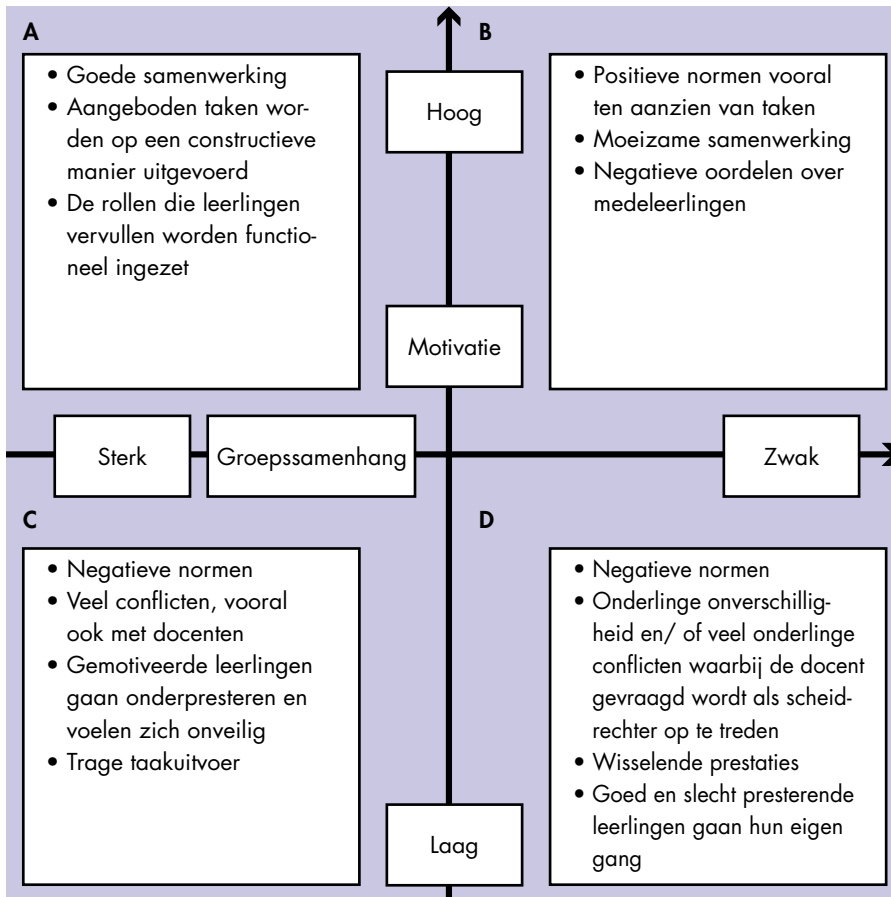 A
• Goede samenwerking
• Aangeboden taken wor-
den op een constructieve
manier uitgevoerd
• De rollen die leerlingen
vervullen worden functio-
neel ingezet
Hoog
Motivatie
B
• Positieve normen vooral
ten aanzien van taken
• Moeizame samenwerking
• Negatieve oordelen over
medeleerlingen
Sterk
Groepssamenhang
Zwak
C
• Negatieve normen
• Veel conflicten, vooral
ook met docenten
• Gemotiveerde leerlingen
gaan onderpresteren en
voelen zich onveilig
• Trage taakuitvoer
Laag
D
• Negatieve normen
• Onderlinge onverschillig-
heid en/ of veel onderlinge
conflicten waarbij de docent
gevraagd wordt als scheid-
rechter op te treden
• Wisselende prestaties
• Goed en slecht presterende
leerlingen gaan hun eigen
gang